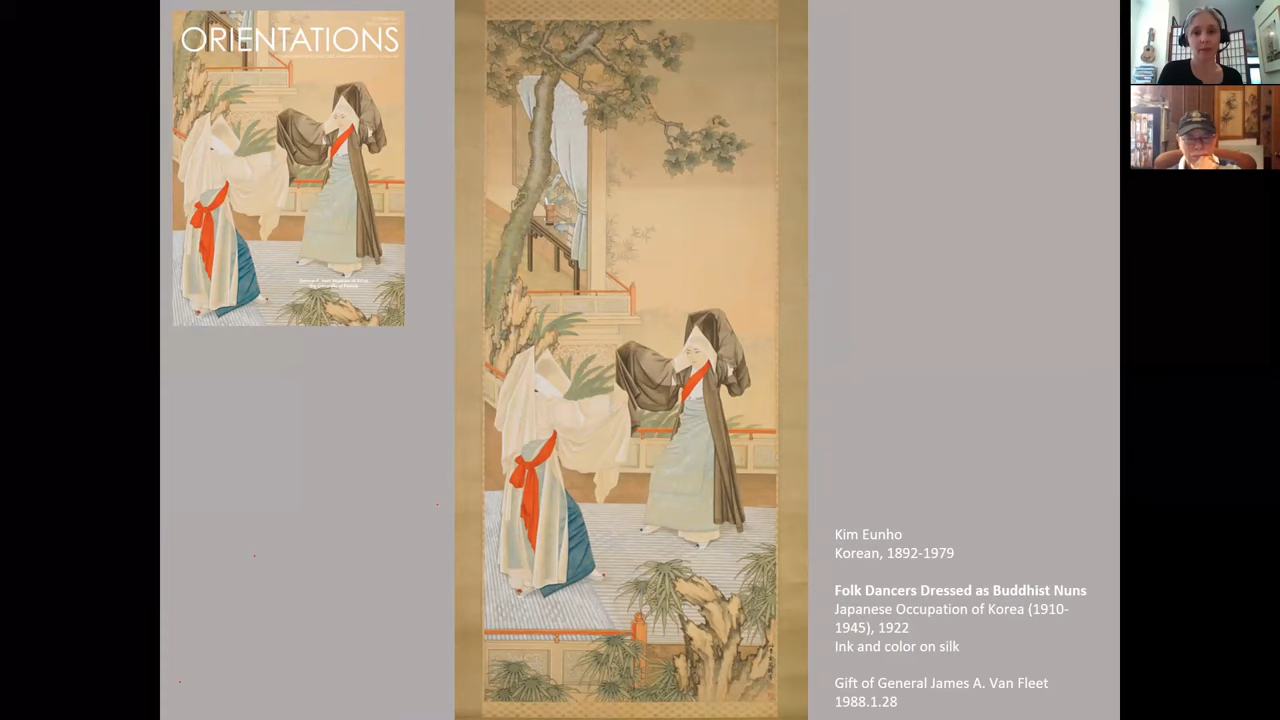 ORIENTATIONS
Kim Eunho
Korean, 1892-1979
Folk Dancers Dressed as Buddhist Nuns
Japanese Occupation of Korea (1910-
1945), 1922
Ink and color on silk
Gift of General James A. Van Fleet
1988.1.28